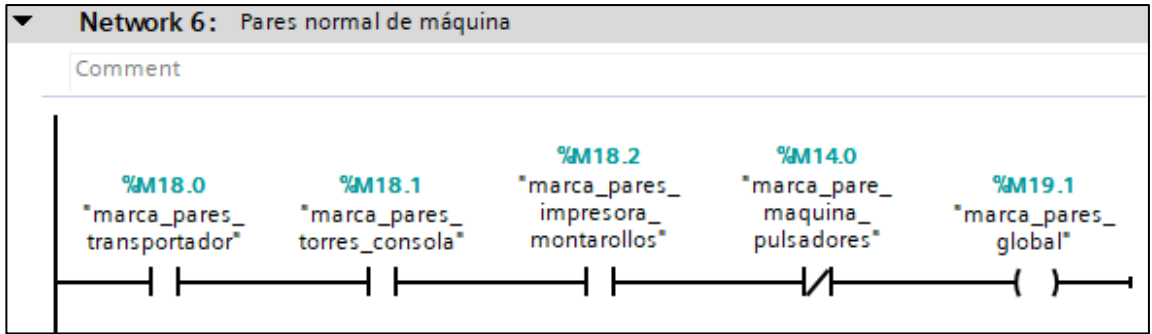 Network 6: Pares normal de máquina
Comment
%M18.0
"marca_pares_
transportador"
%M18.1
"marca_pares_
torres_consola"
%M18.2
"marca_pares_
impresora_
montarollos"
%M14.0
"marca_pare_
maquina_
pulsadores"
%M19.1
"marca_pares_
global"